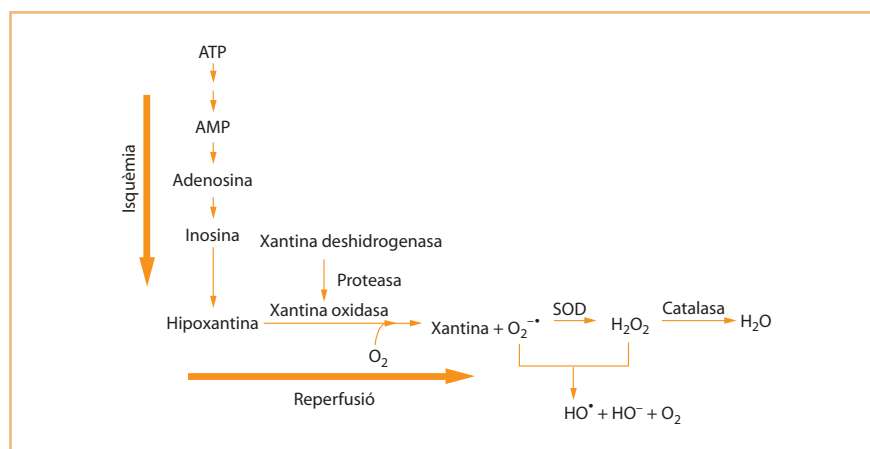 ATP
AMP
Adenosina
Isquèmia
Inosina
Xantina deshidrogenasa
Proteasa
Hipoxantina
Xantina oxidasa
O₂
Xantina + O₂⁻•
SOD
H₂O₂
Catalasa
H₂O
Reperfusió
HO• + HO⁻ + O₂